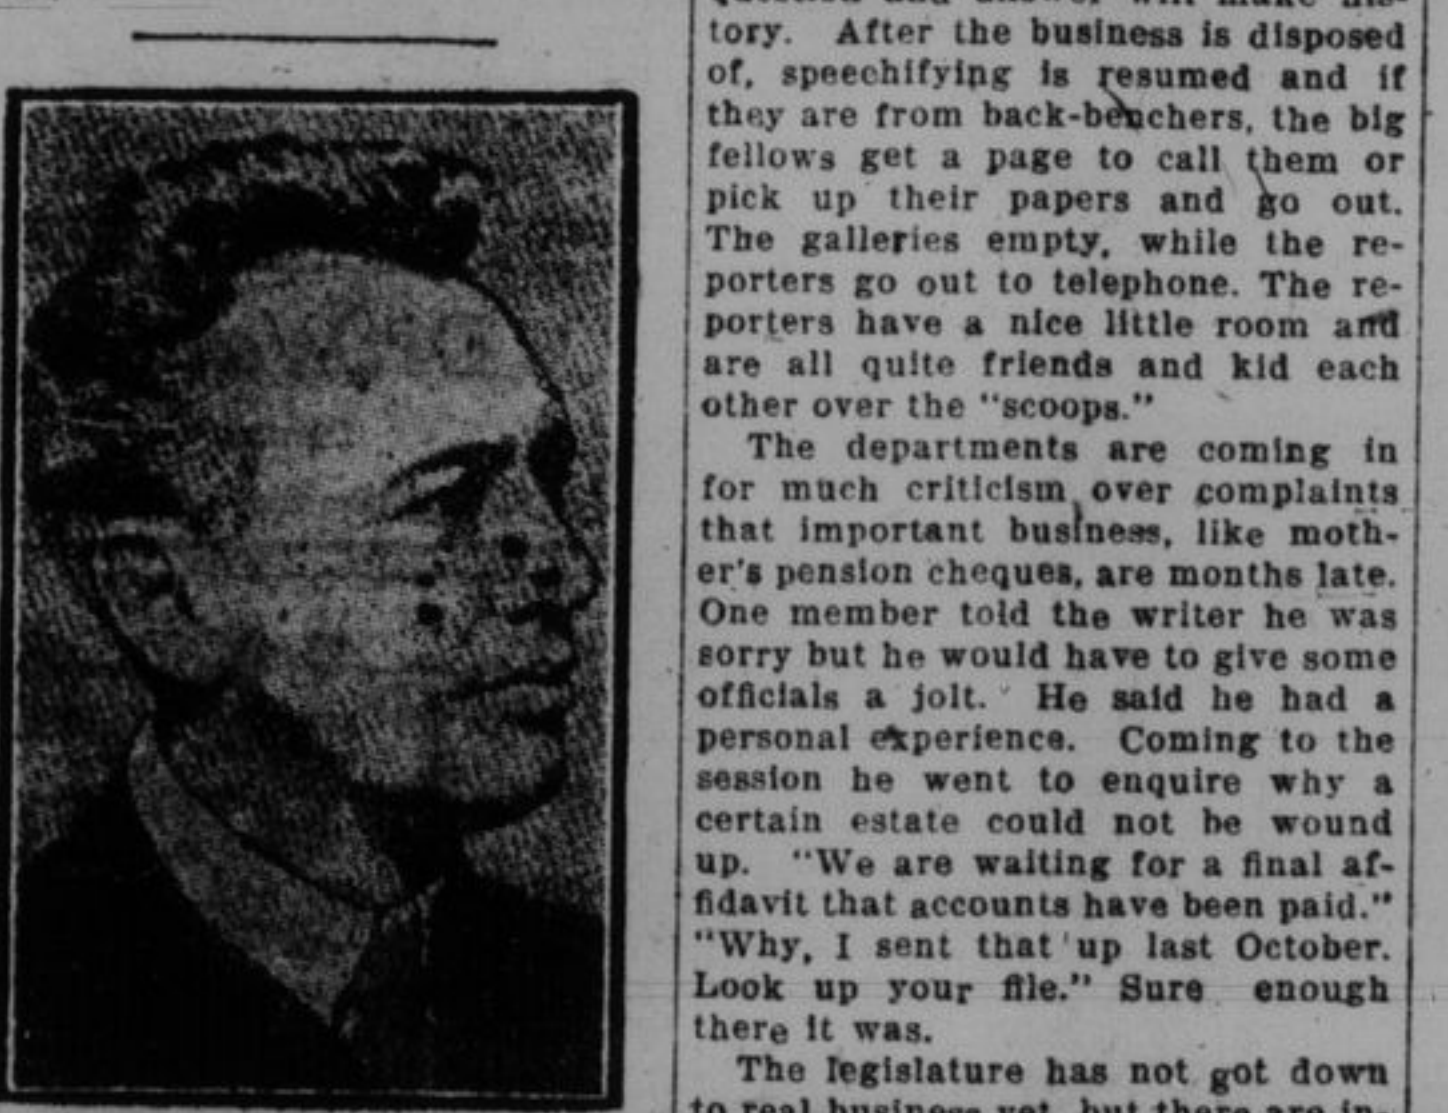 tory. After the business is disposed
of, speechifying is resumed and if
they are from back-benchers, the big
fellows get a page to call them or
pick up their papers and go out.
The galleries empty, while the re-
porters go out to telephone. The re-
porters have a nice little room and
are all quite friends and kid each
other over the "scoops."
The departments are coming in
for much criticism over complaints
that important business, like moth-
er's pension cheques, are months late.
One member told the writer he was
sorry but he would have to give some
officials a jolt. He said he had a
personal experience. Coming to the
session he went to enquire why a
certain estate could not be wound
up. "We are waiting for a final af-
fidavit that accounts have been paid."
"Why, I sent that up last October.
Look up your file." Sure enough
there it was.
The legislature has not got down